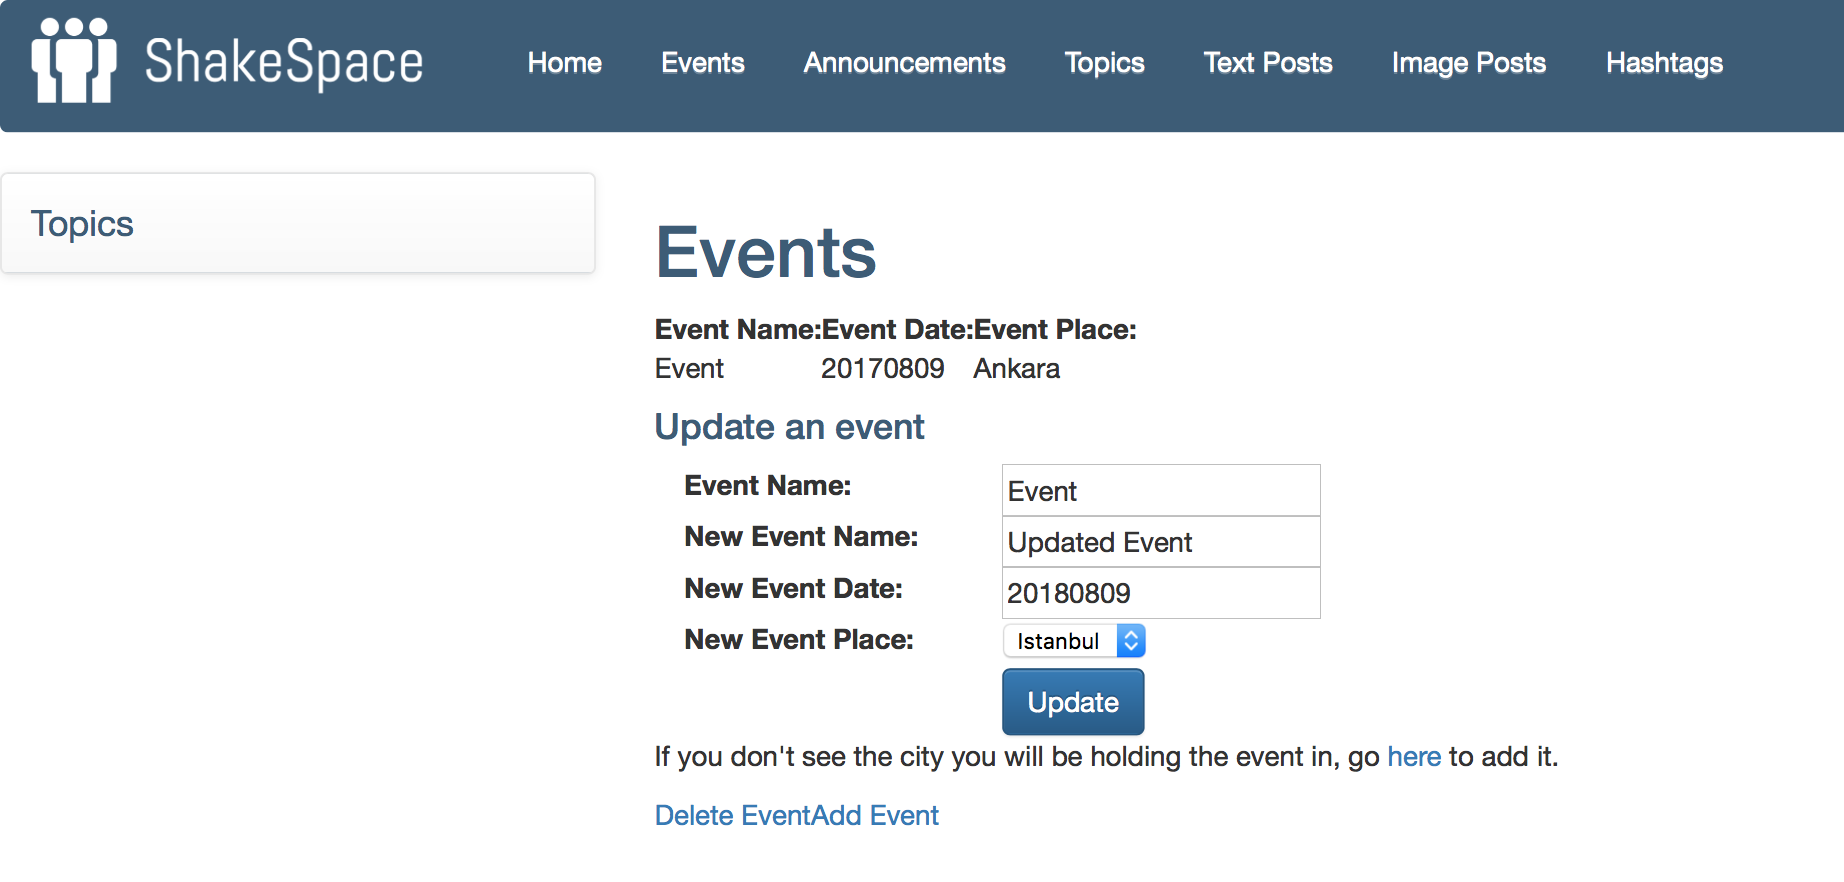 ShakeSpace Home Events Announcements Topics Text Posts Image Posts Hashtags
Topics
Events
Event Name:Event Date:Event Place:
Event 20170809 Ankara
Update an event
Event Name: Event
New Event Name: Updated Event
New Event Date: 20180809
New Event Place: Istanbul
Update
If you don't see the city you will be holding the event in, go here to add it.
Delete EventAdd Event